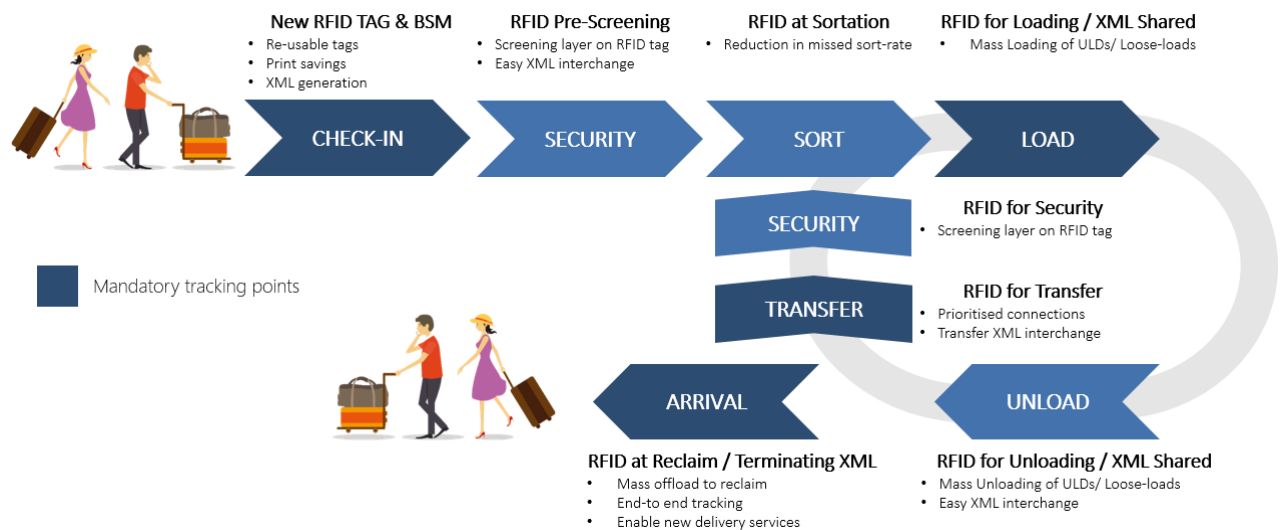 New RFID TAG & BSM
• Re-usable tags
• Print savings
• XML generation
RFID Pre-Screening
• Screening layer on RFID tag
• Easy XML interchange
RFID at Sortation
• Reduction in missed sort-rate
RFID for Loading / XML Shared
• Mass Loading of ULDs/ Loose-loads
CHECK-IN
SECURITY
SORT
LOAD
SECURITY
RFID for Security
• Screening layer on RFID tag
Mandatory tracking points
TRANSFER
RFID for Transfer
• Prioritised connections
• Transfer XML interchange
ARRIVAL
UNLOAD
RFID at Reclaim / Terminating XML
• Mass offload to reclaim
• End-to end tracking
• Enable new delivery services
RFID for Unloading / XML Shared
• Mass Unloading of ULDs/ Loose-loads
• Easy XML interchange